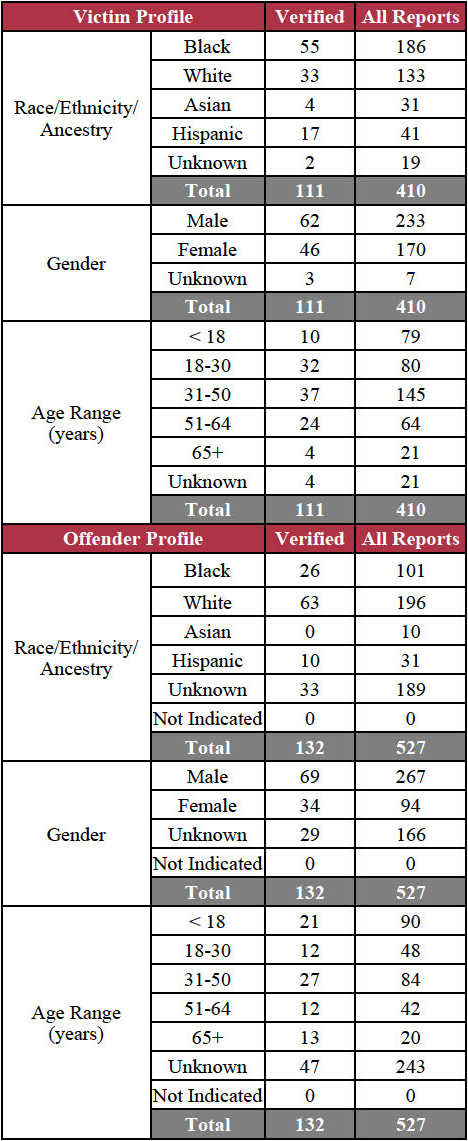 Victim Profile Verified All Reports
Race/Ethnicity/
Ancestry
Black 55 186
White 33 133
Asian 4 31
Hispanic 17 41
Unknown 2 19
Total 111 410
Gender
Male 62 233
Female 46 170
Unknown 3 7
Total 111 410
Age Range
(years)
< 18 10 79
18-30 32 80
31-50 37 145
51-64 24 64
65+ 4 21
Unknown 4 21
Total 111 410
Offender Profile Verified All Reports
Race/Ethnicity/
Ancestry
Black 26 101
White 63 196
Asian 0 10
Hispanic 10 31
Unknown 33 189
Not Indicated 0 0
Total 132 527
Gender
Male 69 267
Female 34 94
Unknown 29 166
Not Indicated 0 0
Total 132 527
Age Range
(years)
< 18 21 90
18-30 12 48
31-50 27 84
51-64 12 42
65+ 13 20
Unknown 47 243
Not Indicated 0 0
Total 132 527